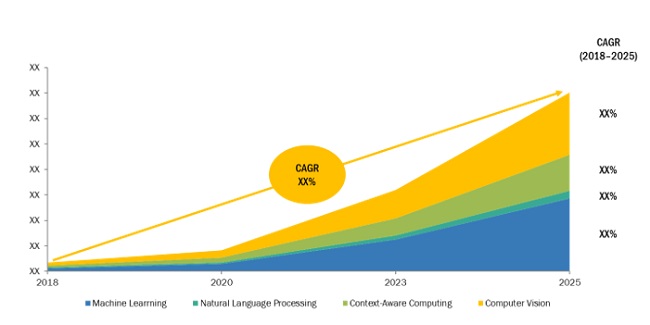 CAGR
(2018–2025)
XX
XX
XX
XX
XX
XX
XX
XX
XX
CAGR
XX%
XX%
XX%
XX%
XX%
2018
2020
2023
2025
Machine Learrning
Natural Language Processing
Context-Aware Computing
Computer Vision